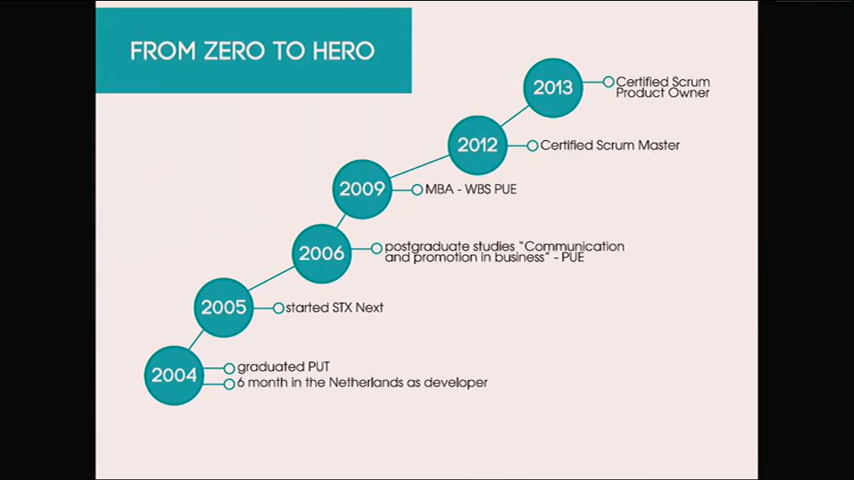 FROM ZERO TO HERO
2013
Certified Scrum
Product Owner
2012
Certified Scrum Master
2009
MBA - WBS PUE
2006
postgraduate studies "Communication
and promotion in business" - PUE
2005
started STX Next
2004
graduated PUT
6 month in the Netherlands as developer